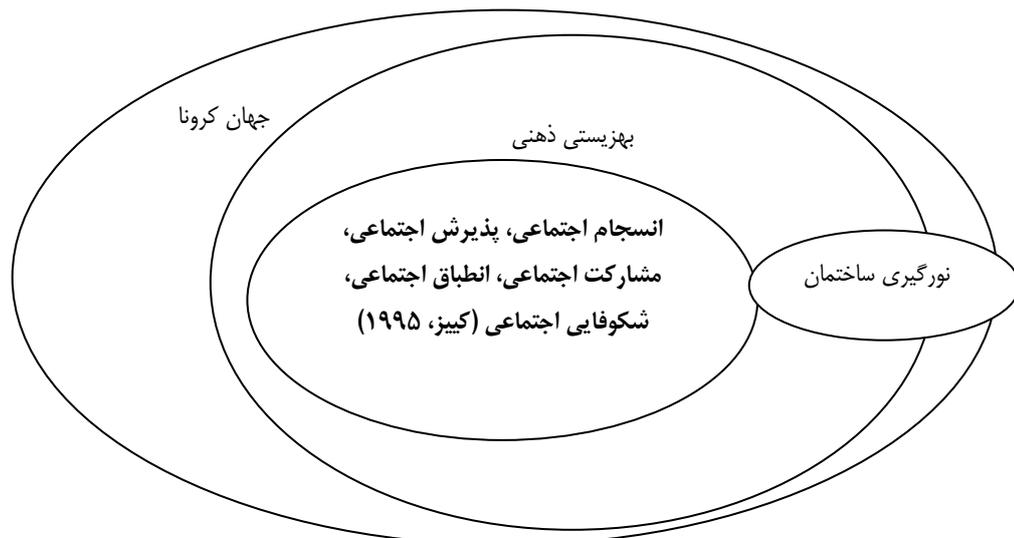 جهان کرونا
بهزیستی ذهنی
انسجام اجتماعی، پذیرش اجتماعی،
مشارکت اجتماعی، انطباق اجتماعی،
شکوفایی اجتماعی (کییز، ۱۹۹۵)
نورگیری ساختمان